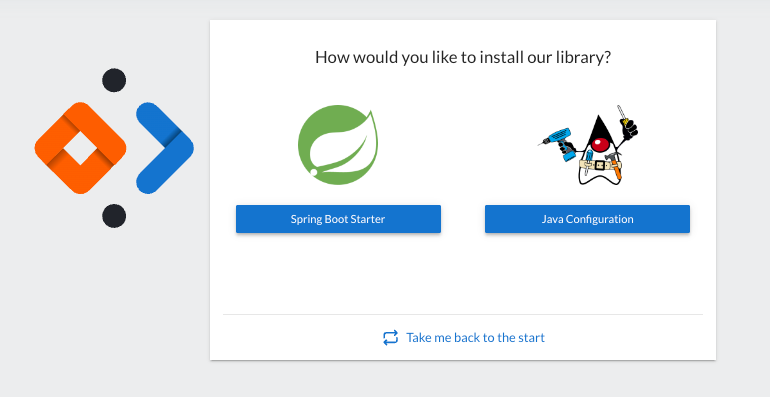 How would you like to install our library?
Spring Boot Starter
Java Configuration
Take me back to the start